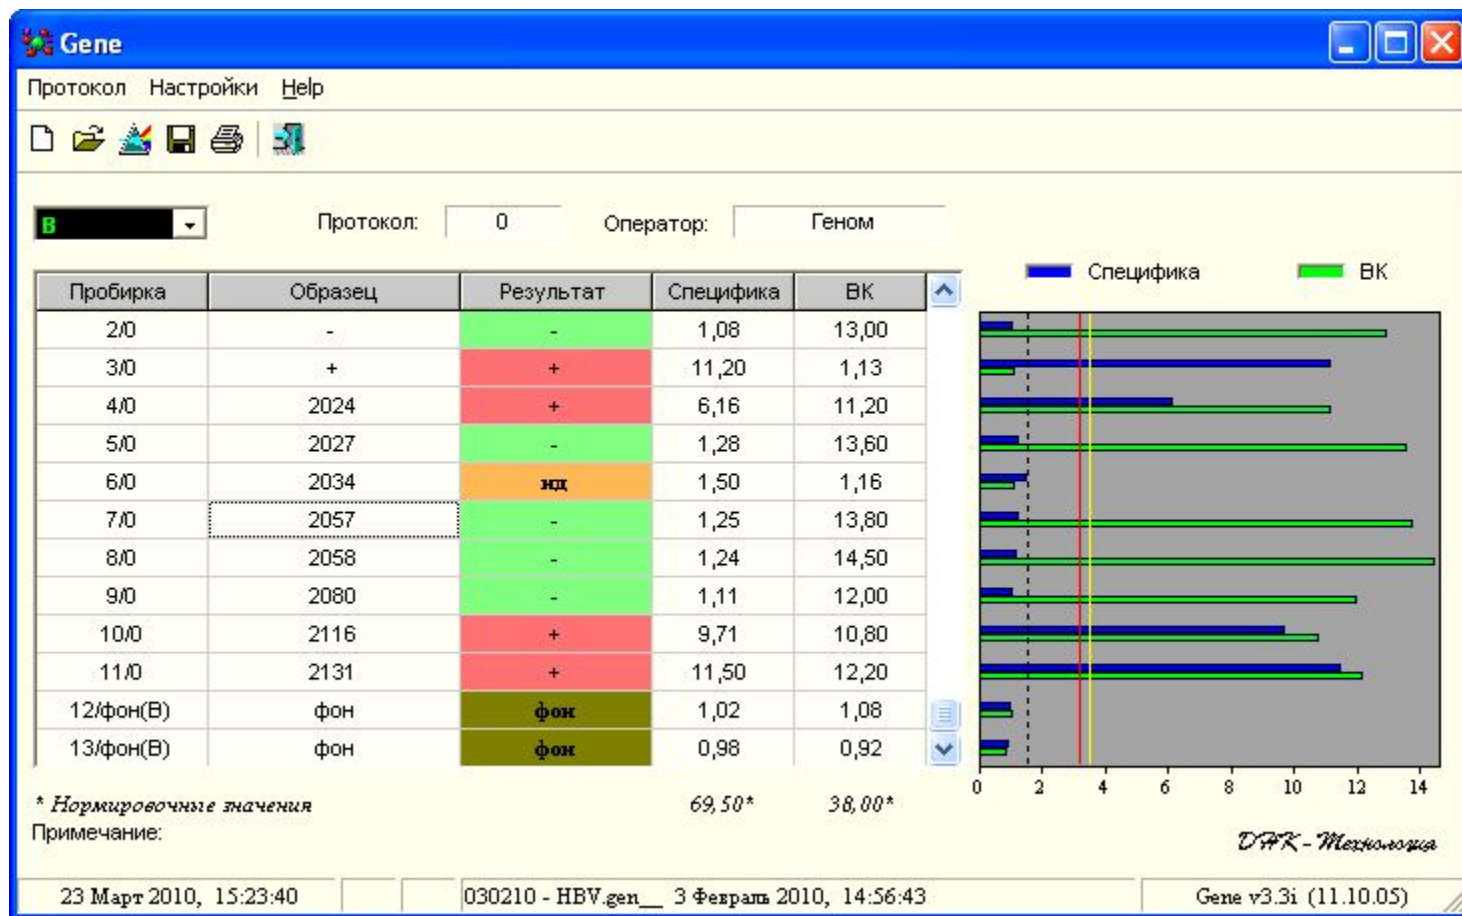 Gene
Протокол Настройки Help
B Протокол: 0 Оператор: Геном
Специфика ВК
Пробирка Образец Результат Специфика ВК
2/0 - - 1,08 13,00
3/0 + + 11,20 1,13
4/0 2024 + 6,16 11,20
5/0 2027 - 1,28 13,60
6/0 2034 нд 1,50 1,16
7/0 2057 - 1,25 13,80
8/0 2058 - 1,24 14,50
9/0 2080 - 1,11 12,00
10/0 2116 + 9,71 10,80
11/0 2131 + 11,50 12,20
12/фон(B) фон фон 1,02 1,08
13/фон(B) фон фон 0,98 0,92
0 2 4 6 8 10 12 14
* Нормировочные значения 69,50* 38,00*
Примечание:
ДНК-Технология
23 Март 2010, 15:23:40 030210 - HBV.gen__ 3 Февраль 2010, 14:56:43 Gene v3.3i (11.10.05)